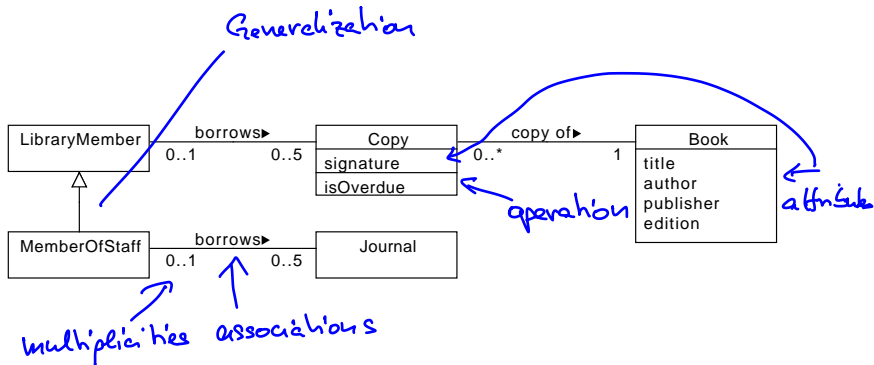 Generalization
LibraryMember
borrows▶
0..1
0..5
Copy
signature
isOverdue
copy of▶
0..*
1
Book
title
author
publisher
edition
operation
MemberOfStaff
borrows▶
0..1
0..5
Journal
multiplicities
associations